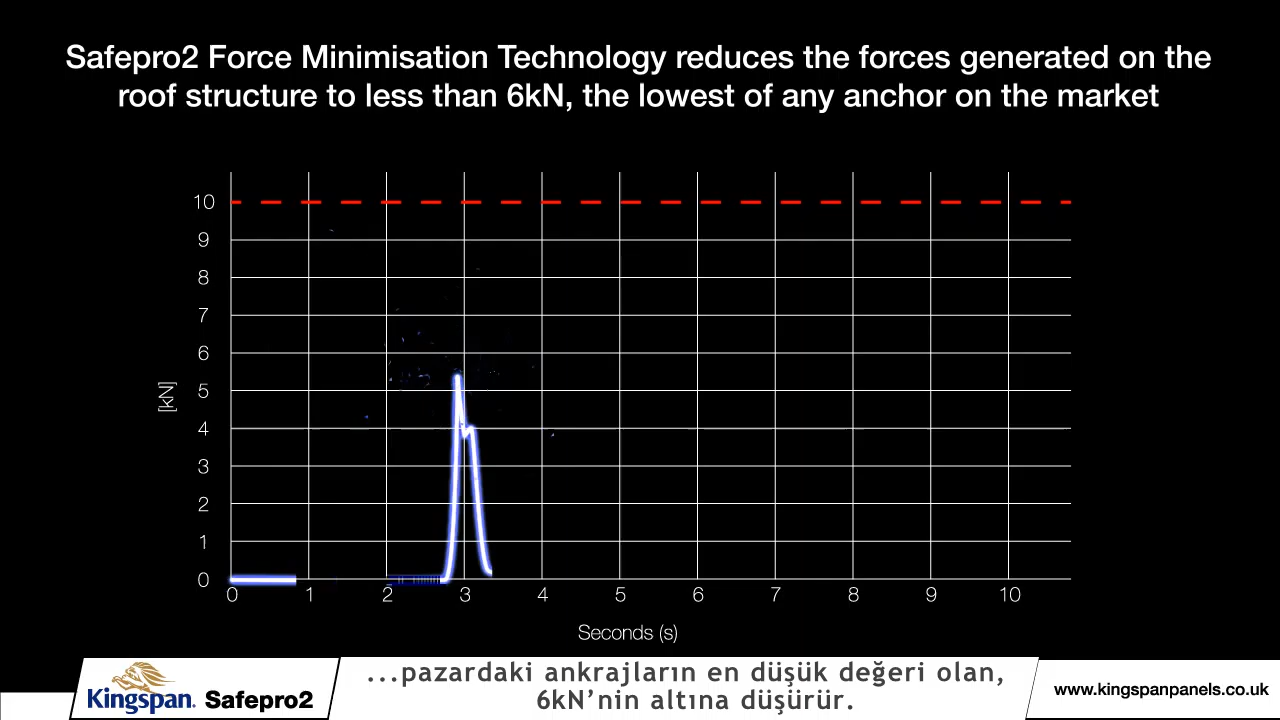 Safepro2 Force Minimisation Technology reduces the forces generated on the
roof structure to less than 6kN, the lowest of any anchor on the market
10
9
8
7
6
5
4
3
2
1
0
[kN]
0 1 2 3 4 5 6 7 8 9 10
Seconds (s)
...pazardaki ankrajların en düşük değeri olan,
6kN’nin altına düşürür.
Kingspan. Safepro2
www.kingspanpanels.co.uk